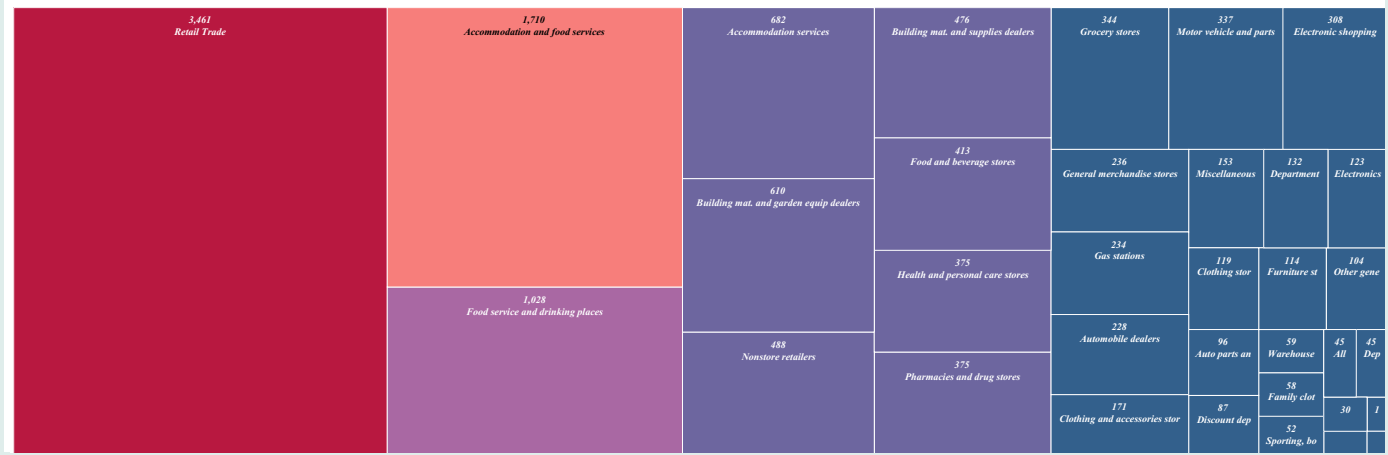 3,461
Retail Trade
1,710
Accommodation and food services
1,028
Food service and drinking places
682
Accommodation services
610
Building mat. and garden equip dealers
488
Nonstore retailers
476
Building mat. and supplies dealers
413
Food and beverage stores
375
Health and personal care stores
375
Pharmacies and drug stores
344
Grocery stores
337
Motor vehicle and parts
308
Electronic shopping
236
General merchandise stores
234
Gas stations
228
Automobile dealers
171
Clothing and accessories stor
153
Miscellaneous
132
Department
123
Electronics
119
Clothing stor
114
Furniture st
104
Other gene
96
Auto parts an
87
Discount dep
59
Warehouse
58
Family clot
52
Sporting, bo
45
All
45
Dep
30
1